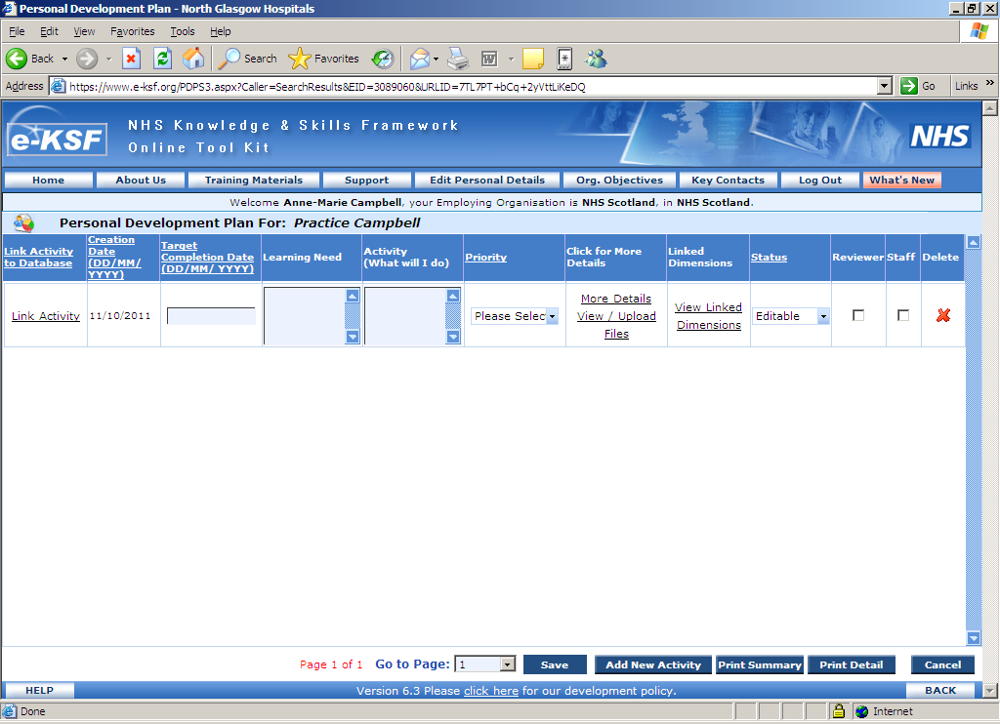 Personal Development Plan - North Glasgow Hospitals
File Edit View Favorites Tools Help
Back Search Favorites
Address https://www.e-ksf.org/PDPS3.aspx?Caller=SearchResults&EID=3089060&URLID=7TL7PT+bCq+2yVttLiKeDQ Go Links »
e-KSF
NHS Knowledge & Skills Framework
Online Tool Kit
NHS
Home About Us Training Materials Support Edit Personal Details Org. Objectives Key Contacts Log Out What's New
Welcome Anne-Marie Campbell, your Employing Organisation is NHS Scotland, in NHS Scotland.
Personal Development Plan For: Practice Campbell
Link Activity
to Database
Creation
Date
(DD/MM/
YYYY)
Target
Completion Date
(DD/MM/ YYYY)
Learning Need
Activity
(What will I do)
Priority
Click for More
Details
Linked
Dimensions
Status
Reviewer
Staff
Delete
Link Activity
11/10/2011
Please Selec
More Details
View / Upload
Files
View Linked
Dimensions
Editable
Page 1 of 1 Go to Page: 1 Save Add New Activity Print Summary Print Detail Cancel
HELP Version 6.3 Please click here for our development policy. BACK
Done Internet